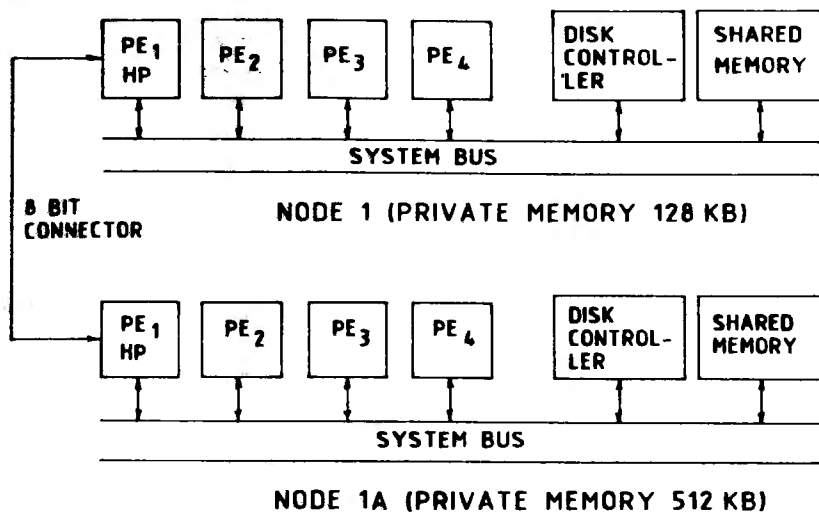 PE1
HP
PE2
PE3
PE4
DISK
CONTROL-
LER
SHARED
MEMORY
SYSTEM BUS
8 BIT
CONNECTOR
NODE 1 (PRIVATE MEMORY 128 KB)
PE1
HP
PE2
PE3
PE4
DISK
CONTROL-
LER
SHARED
MEMORY
SYSTEM BUS
NODE 1A (PRIVATE MEMORY 512 KB)